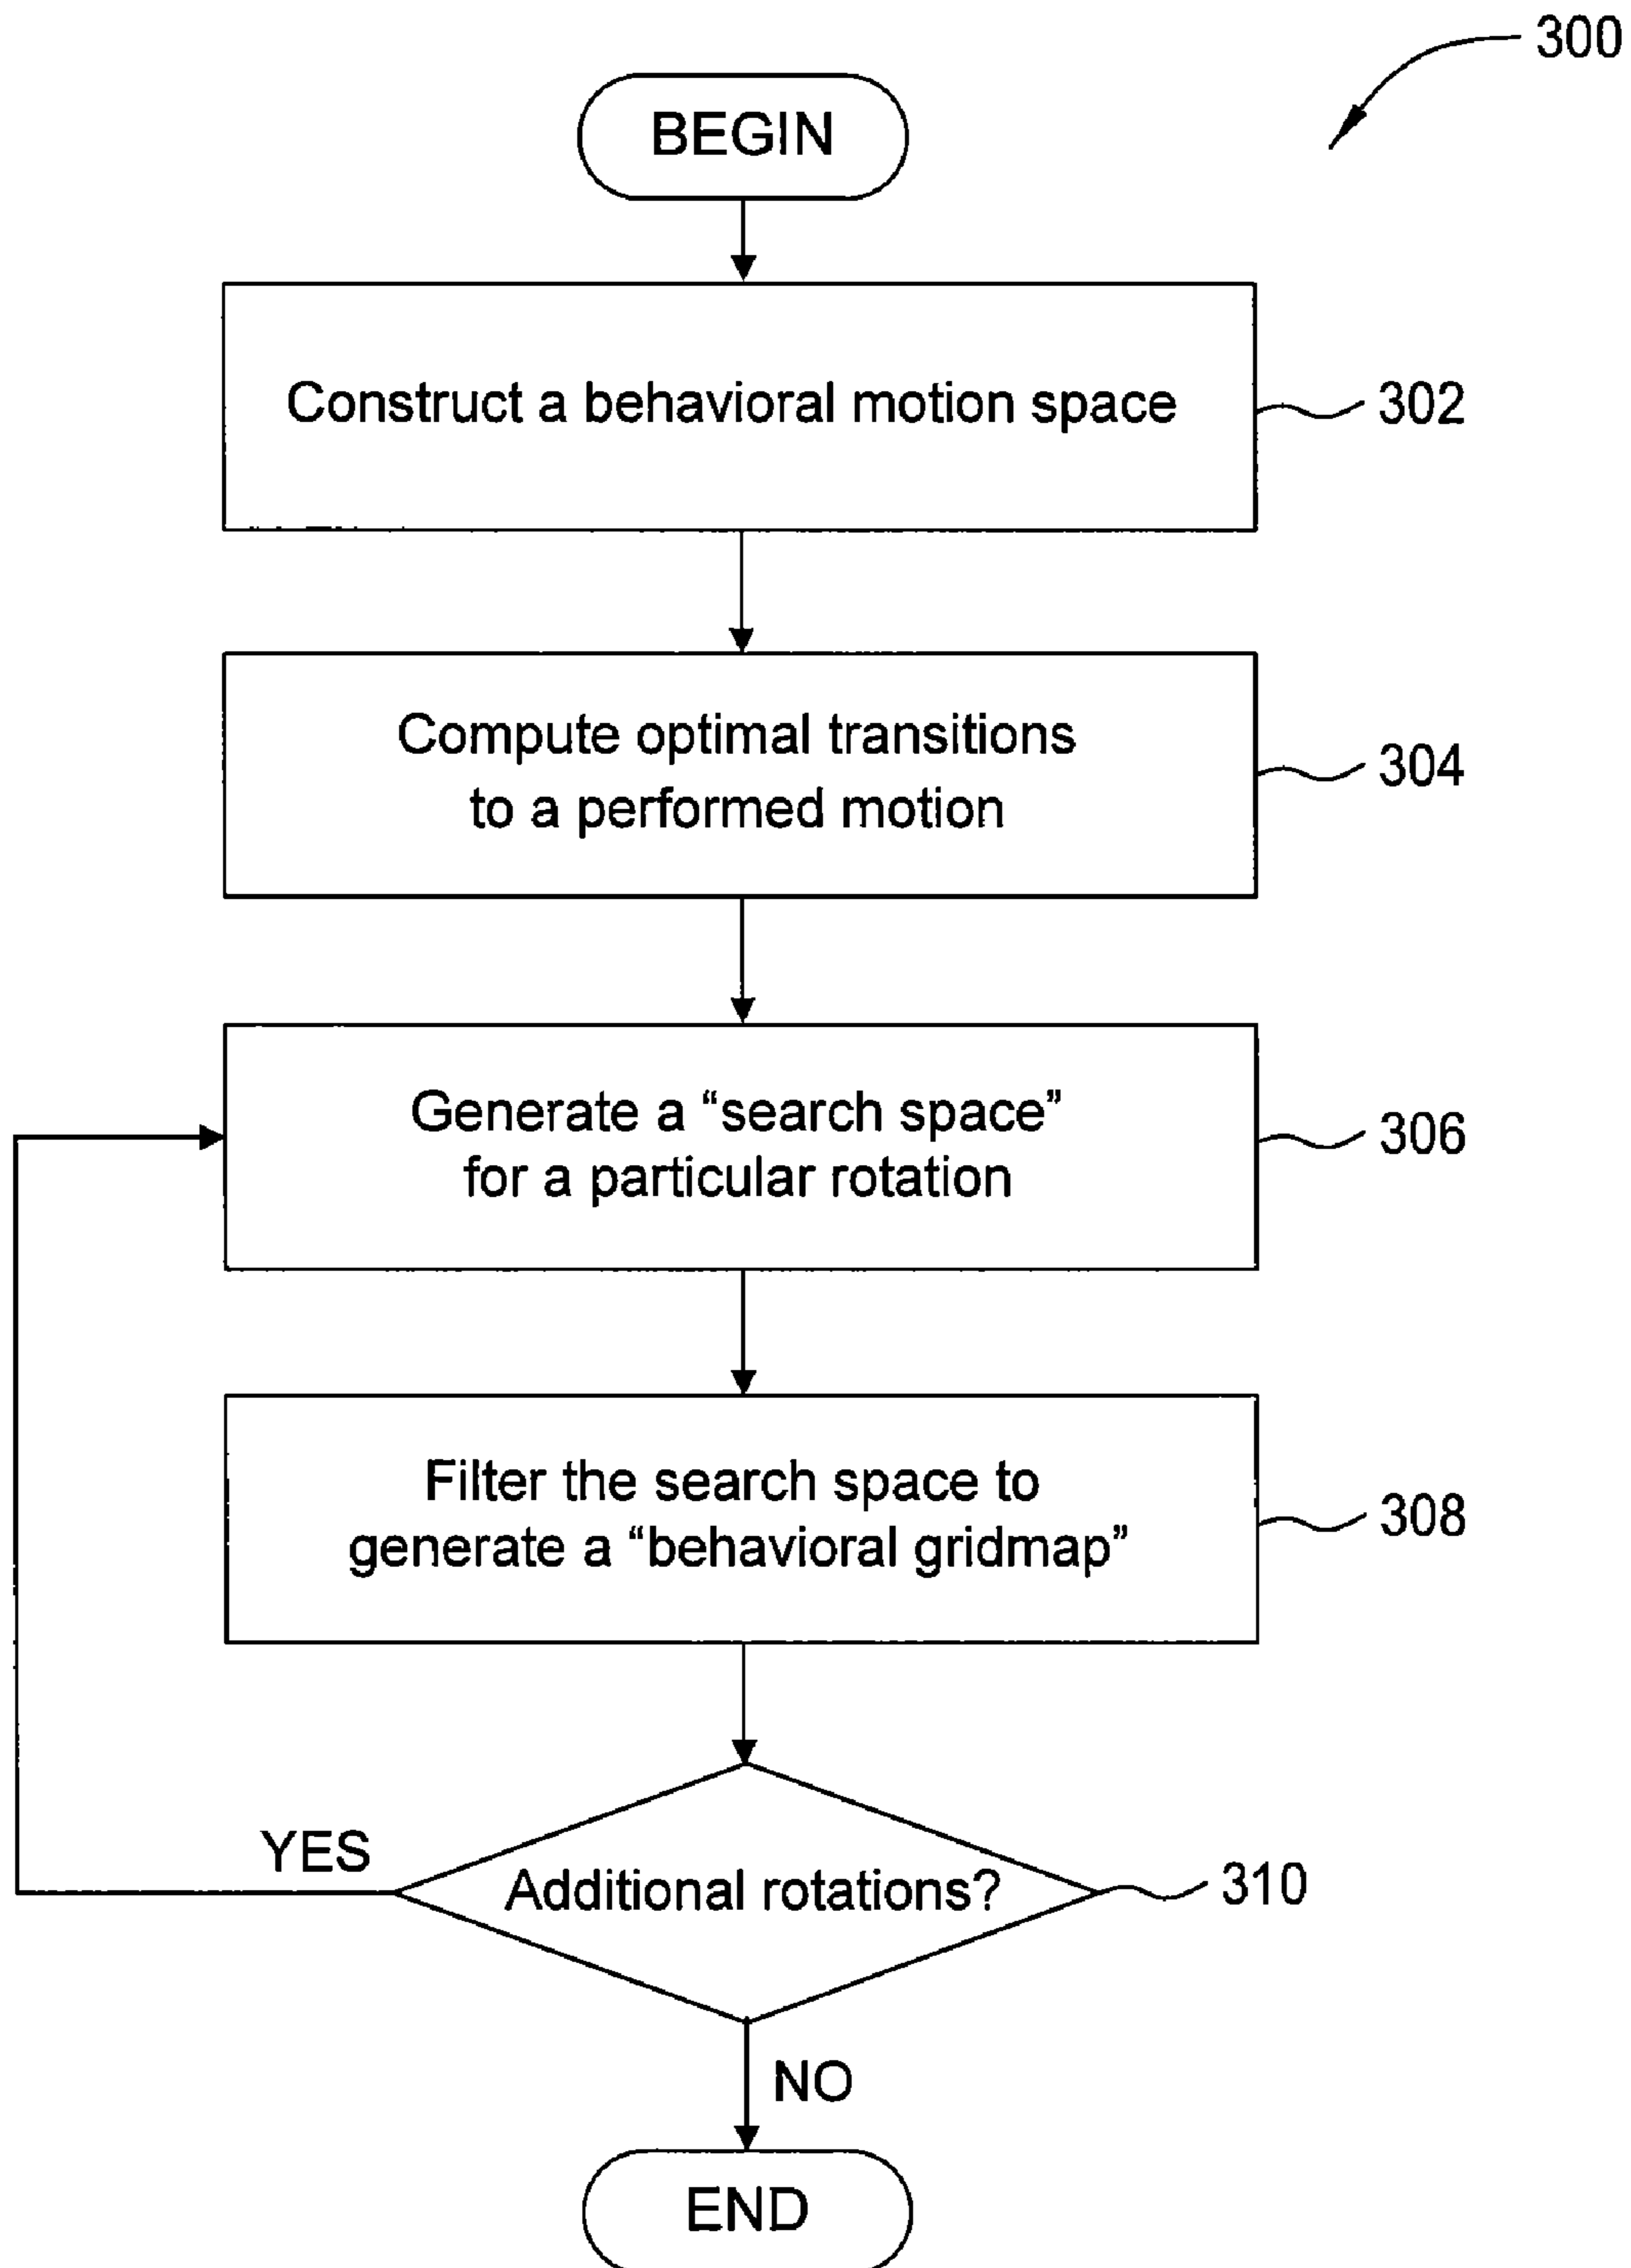 300
BEGIN
Construct a behavioral motion space
302
Compute optimal transitions
to a performed motion
304
Generate a “search space”
for a particular rotation
306
Filter the search space to
generate a “behavioral gridmap”
308
YES
Additional rotations?
310
NO
END